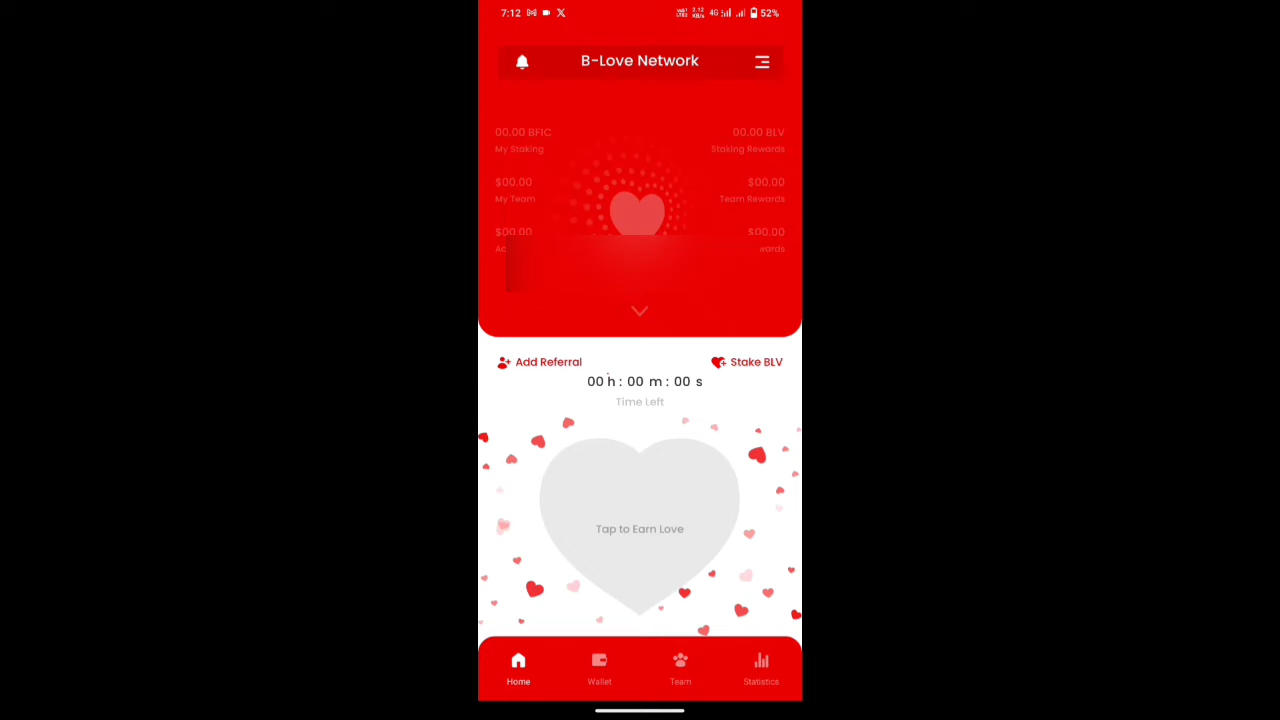 7:12 4G 52%
B-Love Network
00.00 BFIC 00.00 BLV
My Staking Staking Rewards
$00.00 $00.00
My Team Team Rewards
$00.00 $00.00
Add Referral Stake BLV
00 h : 00 m : 00 s
Time Left
Tap to Earn Love
Home Wallet Team Statistics